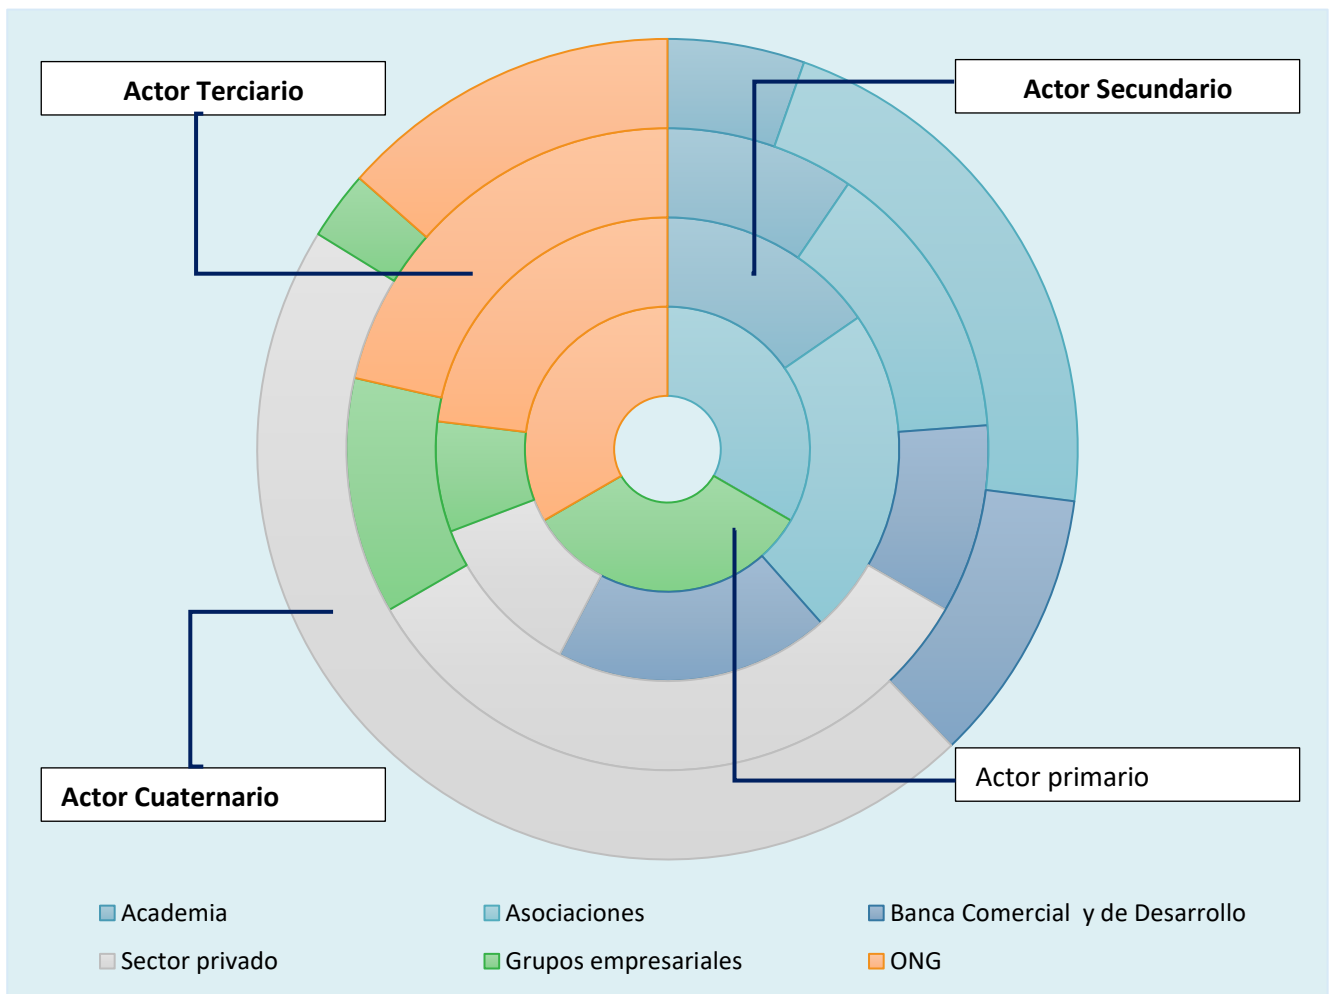 Actor Terciario
Actor Secundario
Actor Cuaternario
Actor primario
Academia
Asociaciones
Banca Comercial  y de Desarrollo
Sector privado
Grupos empresariales
ONG